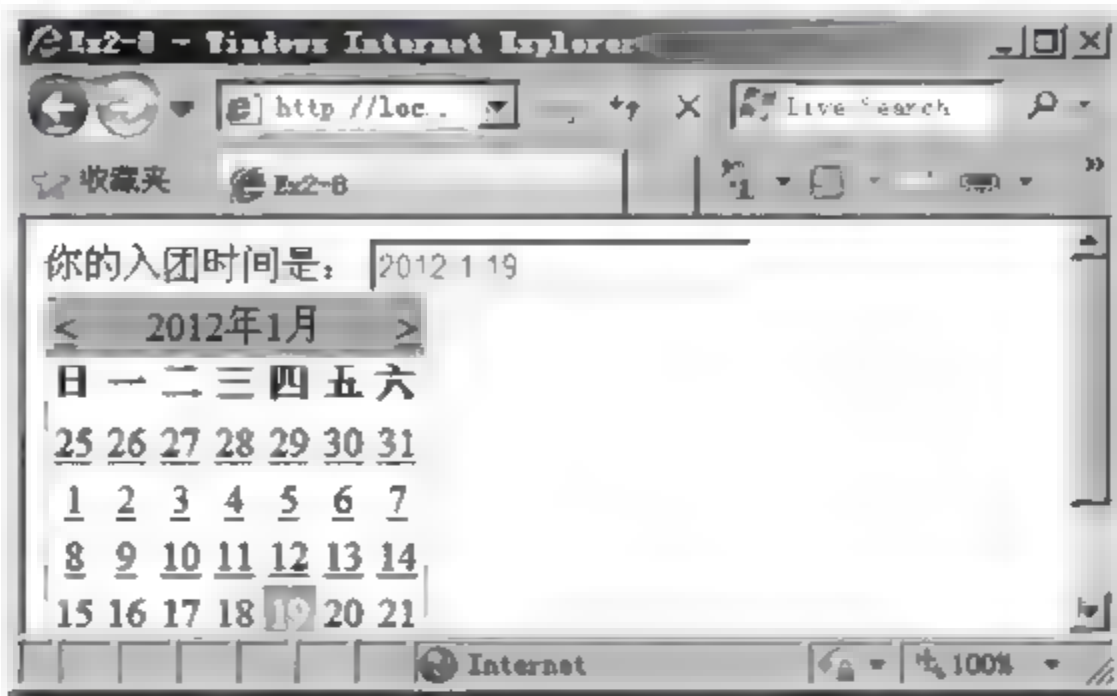 Ex2-8 - Windows Internet Explorer
http //loc..
Live Search
收藏夹
Ex2-8
»
你的入团时间是：
2012 1 19
< 2012年1月 >
日 一 二 三 四 五 六
25 26 27 28 29 30 31
1 2 3 4 5 6 7
8 9 10 11 12 13 14
15 16 17 18 19 20 21
Internet
100%